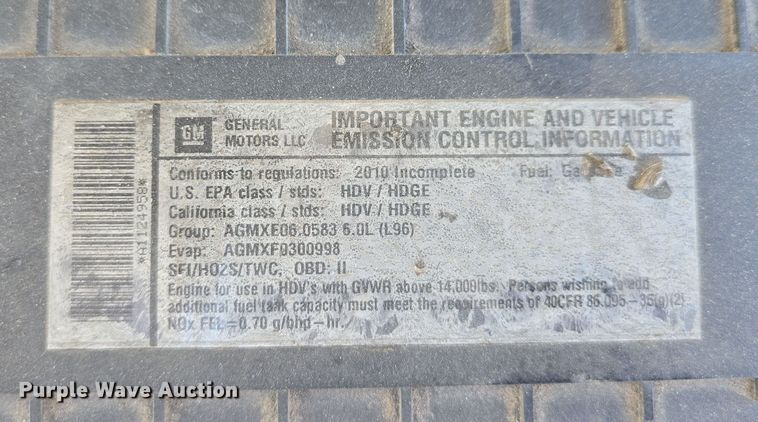 GM GENERAL MOTORS LLC
IMPORTANT ENGINE AND VEHICLE
EMISSION CONTROL INFORMATION
Conforms to regulations: 2010 Incomplete Fuel:
U.S. EPA class / stds: HDV / HDGE
California class / stds: HDV / HDGE
Group: AGMXE06.0583 6.0L (L96)
Evap: AGMXF0300998
SFI/HO2S/TWC, OBD: II
Engine for use in HDV's with GVWR above 14,000lbs. Persons wishing to add
additional fuel tank capacity must meet the requirements of 40CFR 86.095-35(g)(2).
NOx FEL=0.70 g/bhp-hr.
Purple Wave Auction